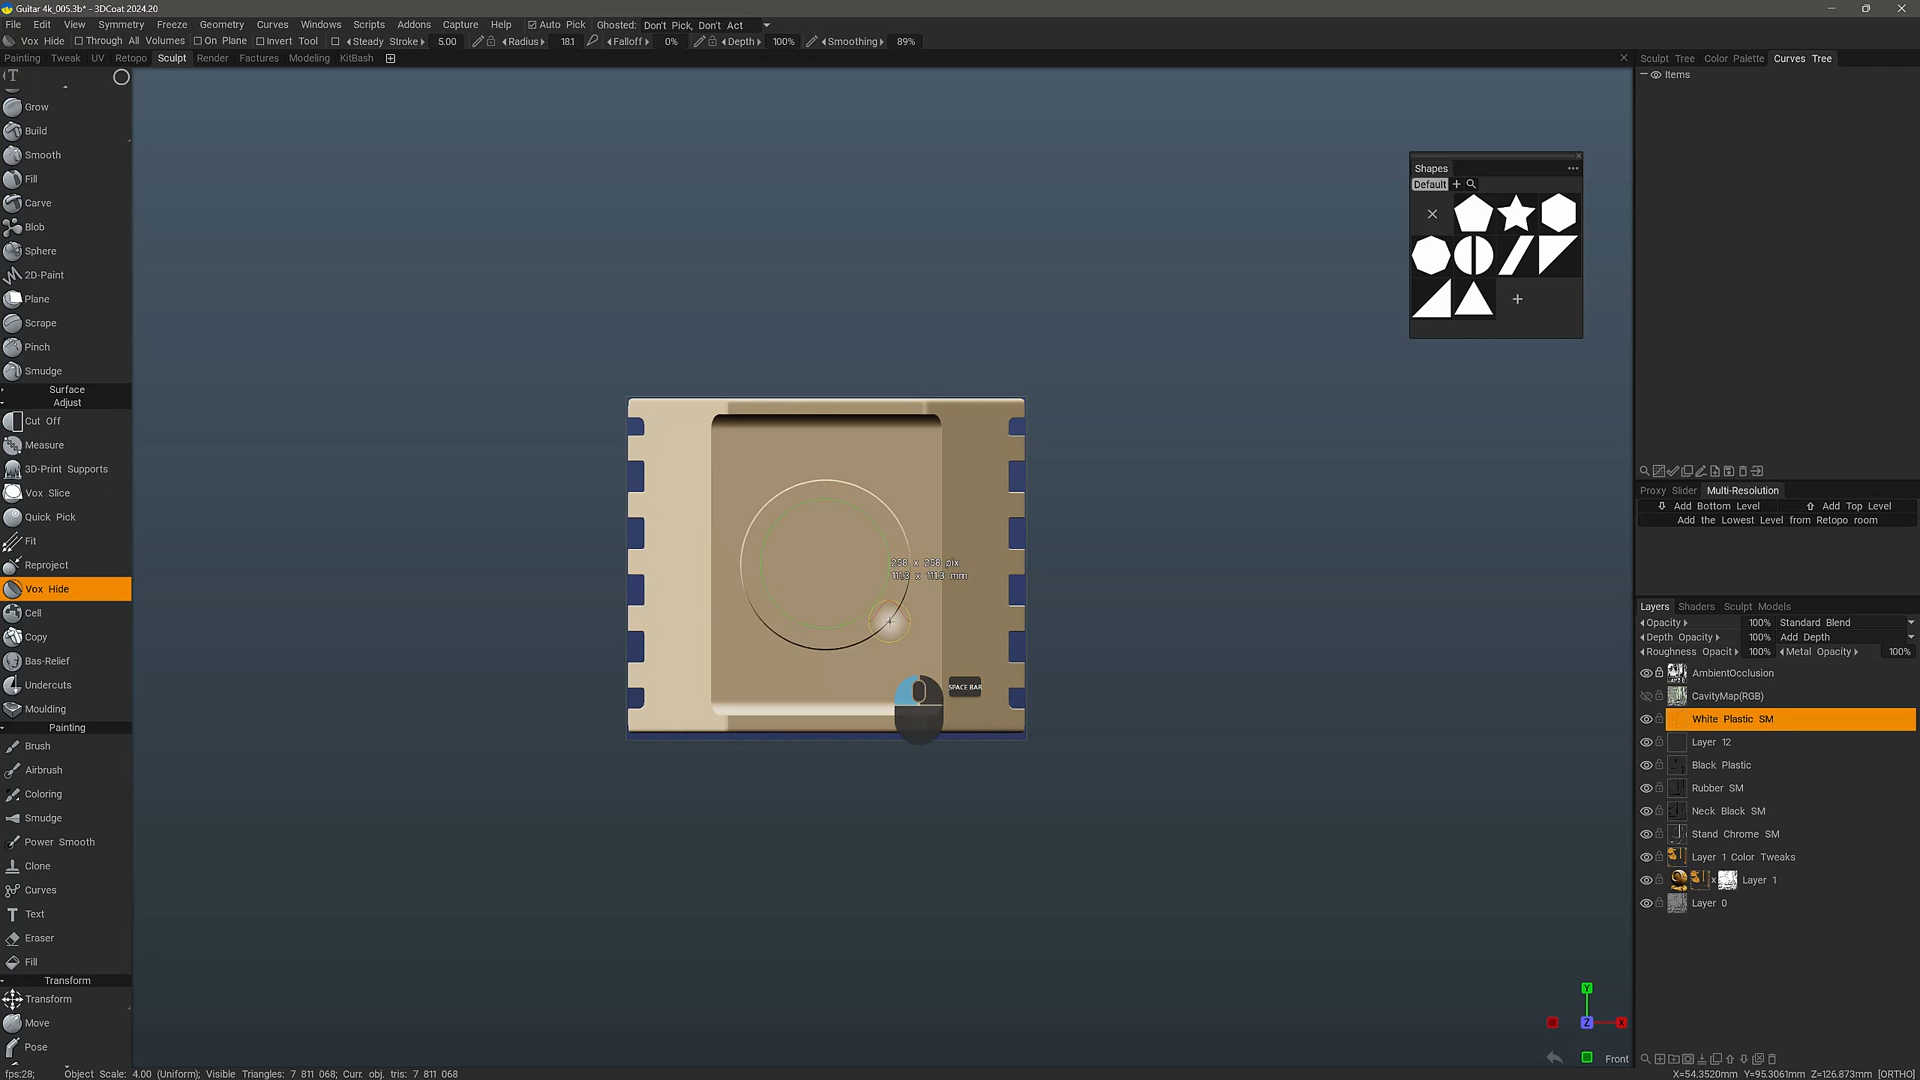 Guitar 4k_005.3b* - 3DCoat 2024.20
File Edit View Symmetry Freeze Geometry Curves Windows Scripts Addons Capture Help Auto Pick Ghosted: Don't Pick, Don't Act
Vox Hide Through All Volumes On Plane Invert Tool Steady Stroke 5.00 Radius 18.1 Falloff 0% Depth 100% Smoothing 89%
Painting Tweak UV Retopo Sculpt Render Factures Modeling KitBash
Sculpt Tree Color Palette Curves Tree
Items
T
Grow
Build
Smooth
Fill
Carve
Blob
Sphere
2D-Paint
Plane
Scrape
Pinch
Smudge
Surface
Adjust
Cut Off
Measure
3D-Print Supports
Vox Slice
Quick Pick
Fit
Reproject
Vox Hide
Cell
Copy
Bas-Relief
Undercuts
Moulding
Painting
Brush
Airbrush
Coloring
Smudge
Power Smooth
Clone
Curves
Text
Eraser
Fill
Transform
Transform
Move
Pose
Shapes
Default
258 x 258 pix
111.3 x 111.3 mm
SPACE BAR
Proxy Slider Multi-Resolution
Add Bottom Level Add Top Level
Add the Lowest Level from Retopo room
Layers Shaders Sculpt Models
Opacity 100% Standard Blend
Depth Opacity 100% Add Depth
Roughness Opacit 100% Metal Opacity 100%
AmbientOcclusion
CavityMap(RGB)
White Plastic SM
Layer 12
Black Plastic
Rubber SM
Neck Black SM
Stand Chrome SM
Layer 1 Color Tweaks
x Layer 1
Layer 0
Y
Z X
Front
fps:28; Object Scale: 4.00 (Uniform); Visible Triangles: 7 811 068; Curr. obj. tris: 7 811 068
X=54.3520mm Y=95.3061mm Z=126.873mm [ORTHO]